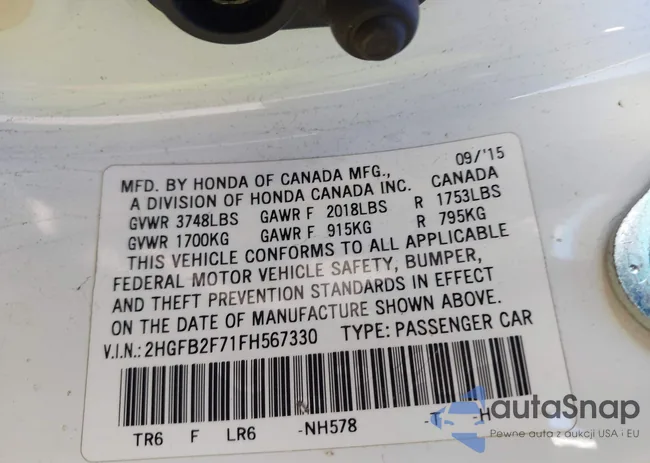 MFD. BY HONDA OF CANADA MFG., 09/'15
A DIVISION OF HONDA CANADA INC. CANADA
GVWR 3748LBS GAWR F 2018LBS R 1753LBS
GVWR 1700KG GAWR F 915KG R 795KG
THIS VEHICLE CONFORMS TO ALL APPLICABLE
FEDERAL MOTOR VEHICLE SAFETY, BUMPER,
AND THEFT PREVENTION STANDARDS IN EFFECT
ON THE DATE OF MANUFACTURE SHOWN ABOVE.
V.I.N.:2HGFB2F71FH567330 TYPE: PASSENGER CAR
TR6 F LR6 -NH578 -T -H
autoSnap
Pewne auta z aukcji USA i EU